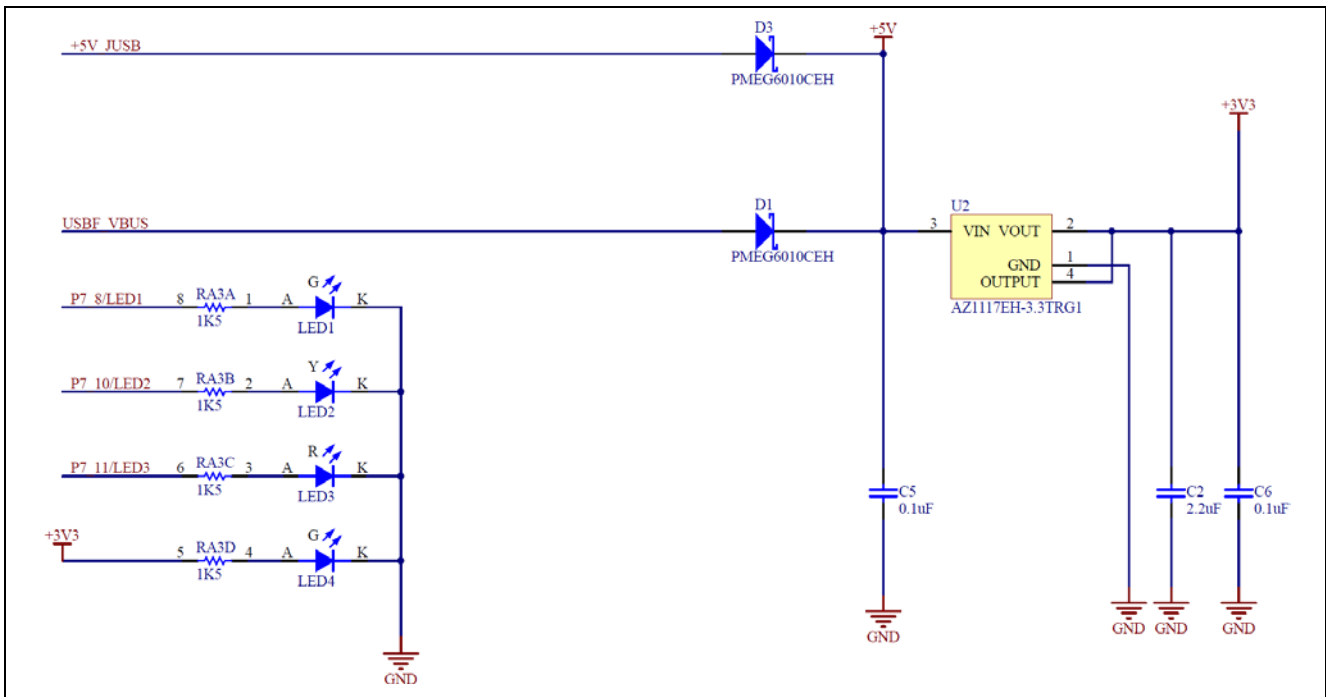 D3
+5V
+5V_JUSB
PMEG6010CEH
+3V3
D1
U2
USBF_VBUS
3 VIN VOUT 2
PMEG6010CEH
GND 1
OUTPUT 4
AZ1117EH-3.3TRG1
G
P7_8/LED1 8 RA3A 1 A K
1K5 LED1
Y
P7_10/LED2 7 RA3B 2 A K
1K5 LED2
R
P7_11/LED3 6 RA3C 3 A K
1K5 LED3
C5
0.1uF
C2
2.2uF
C6
0.1uF
+3V3
G
5 RA3D 4 A K
1K5 LED4
GND
GND
GND
GND
GND